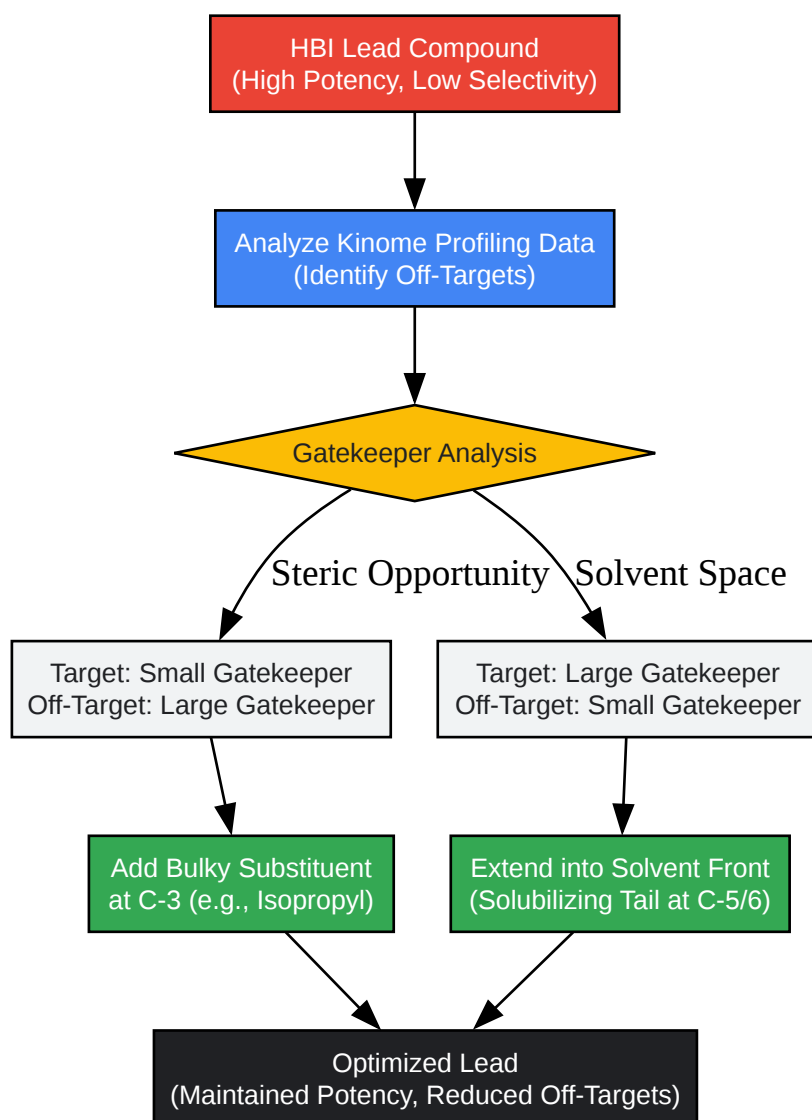 HBI Lead Compound
(High Potency, Low Selectivity)
Analyze Kinome Profiling Data
(Identify Off-Targets)
Gatekeeper Analysis
Steric Opportunity
Solvent Space
Target: Small Gatekeeper
Off-Target: Large Gatekeeper
Target: Large Gatekeeper
Off-Target: Small Gatekeeper
Add Bulky Substituent
at C-3 (e.g., Isopropyl)
Extend into Solvent Front
(Solubilizing Tail at C-5/6)
Optimized Lead
(Maintained Potency, Reduced Off-Targets)